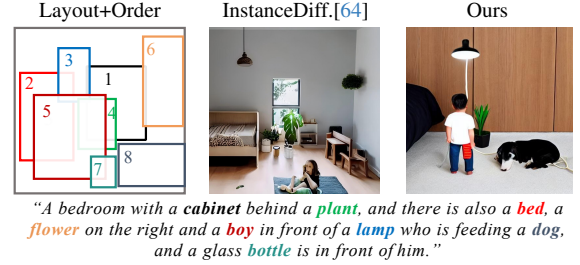 Layout+Order InstanceDiff.[64] Ours
1
2
3
4
5
6
7
8
“A bedroom with a cabinet behind a plant, and there is also a bed, a
flower on the right and a boy in front of a lamp who is feeding a dog,
and a glass bottle is in front of him.”